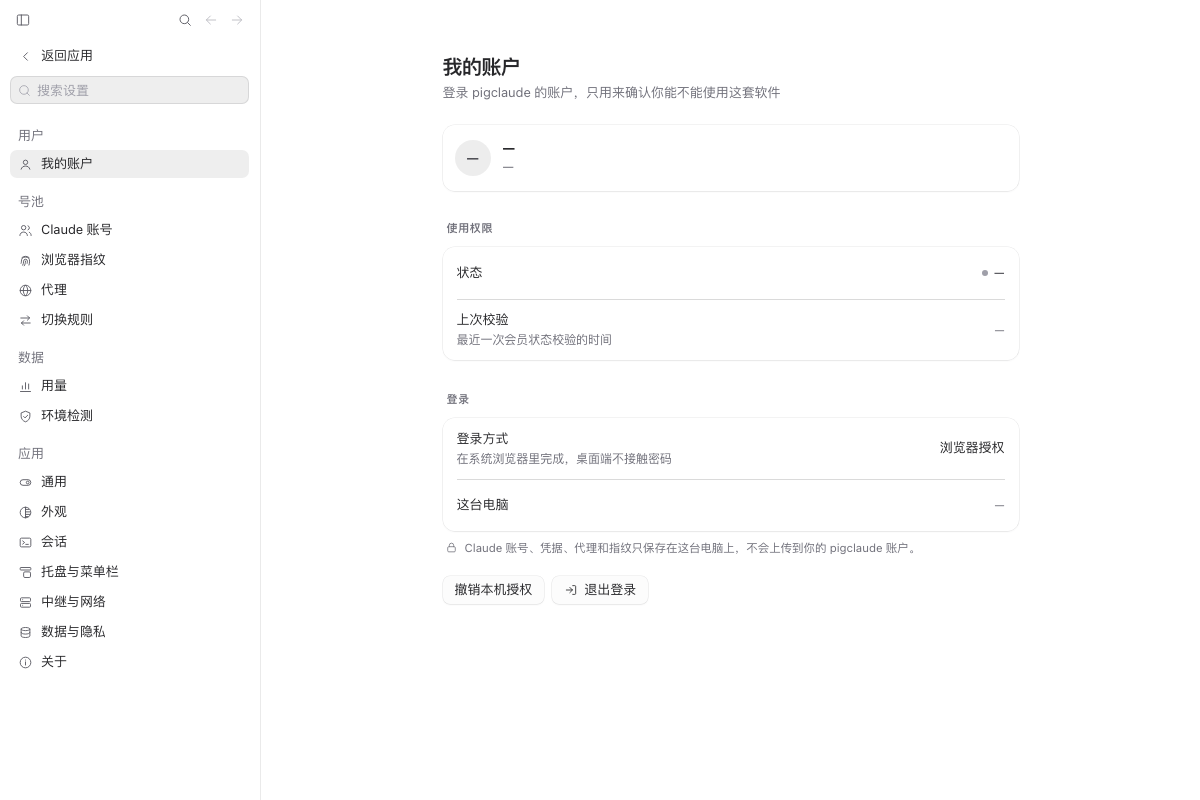 返回应用
搜索设置
用户
我的账户
号池
Claude 账号
浏览器指纹
代理
切换规则
数据
用量
环境检测
应用
通用
外观
会话
托盘与菜单栏
中继与网络
数据与隐私
关于
我的账户
登录 pigclaude 的账户，只用来确认你能不能使用这套软件
—
—
—
使用权限
状态
—
上次校验
最近一次会员状态校验的时间
—
登录
登录方式
在系统浏览器里完成，桌面端不接触密码
浏览器授权
这台电脑
—
Claude 账号、凭据、代理和指纹只保存在这台电脑上，不会上传到你的 pigclaude 账户。
撤销本机授权
退出登录